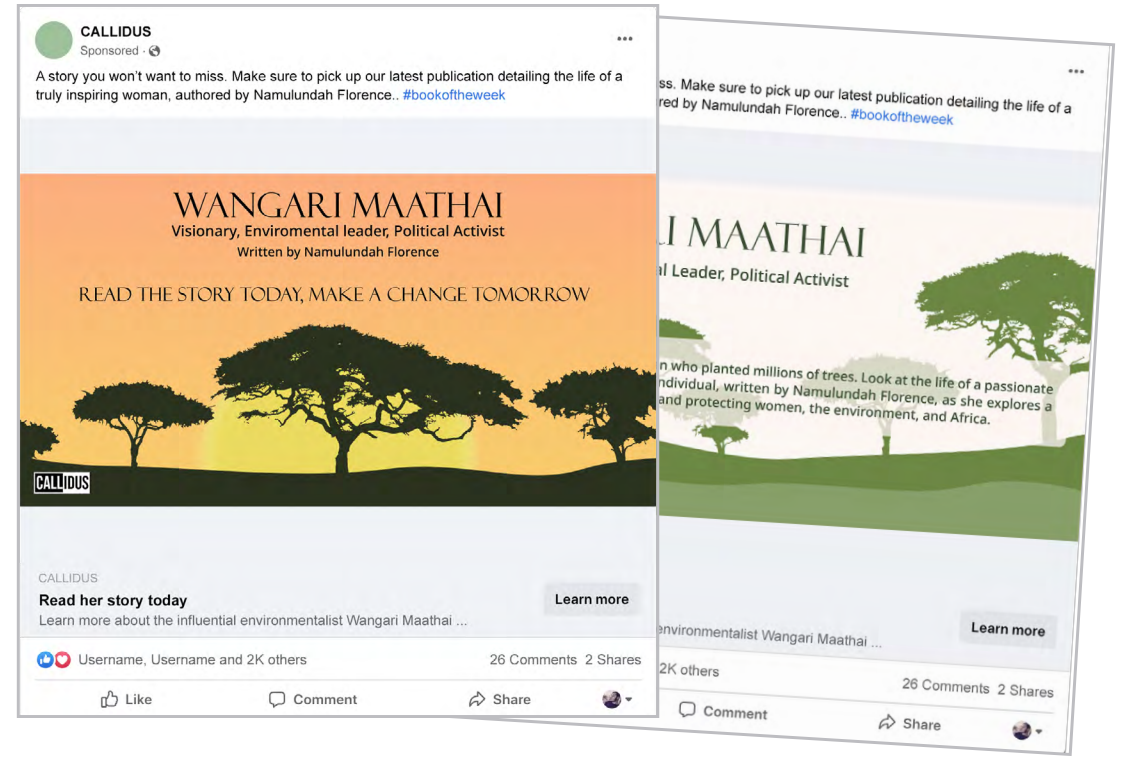 CALLIDUS
Sponsored ·
A story you won't want to miss. Make sure to pick up our latest publication detailing the life of a
truly inspiring woman, authored by Namulundah Florence.. #bookoftheweek
WANGARI MAATHAI
Visionary, Enviromental leader, Political Activist
Written by Namulundah Florence
READ THE STORY TODAY, MAKE A CHANGE TOMORROW
CALLIDUS
CALLIDUS
Read her story today
Learn more about the influential environmentalist Wangari Maathai ...
Learn more
Username, Username and 2K others
26 Comments 2 Shares
Like
Comment
Share
ss. Make sure to pick up our latest publication detailing the life of a
red by Namulundah Florence.. #bookoftheweek
I MAATHAI
al Leader, Political Activist
n who planted millions of trees. Look at the life of a passionate
ndividual, written by Namulundah Florence, as she explores a
and protecting women, the environment, and Africa.
environmentalist Wangari Maathai ...
Learn more
2K others
26 Comments 2 Shares
Comment
Share